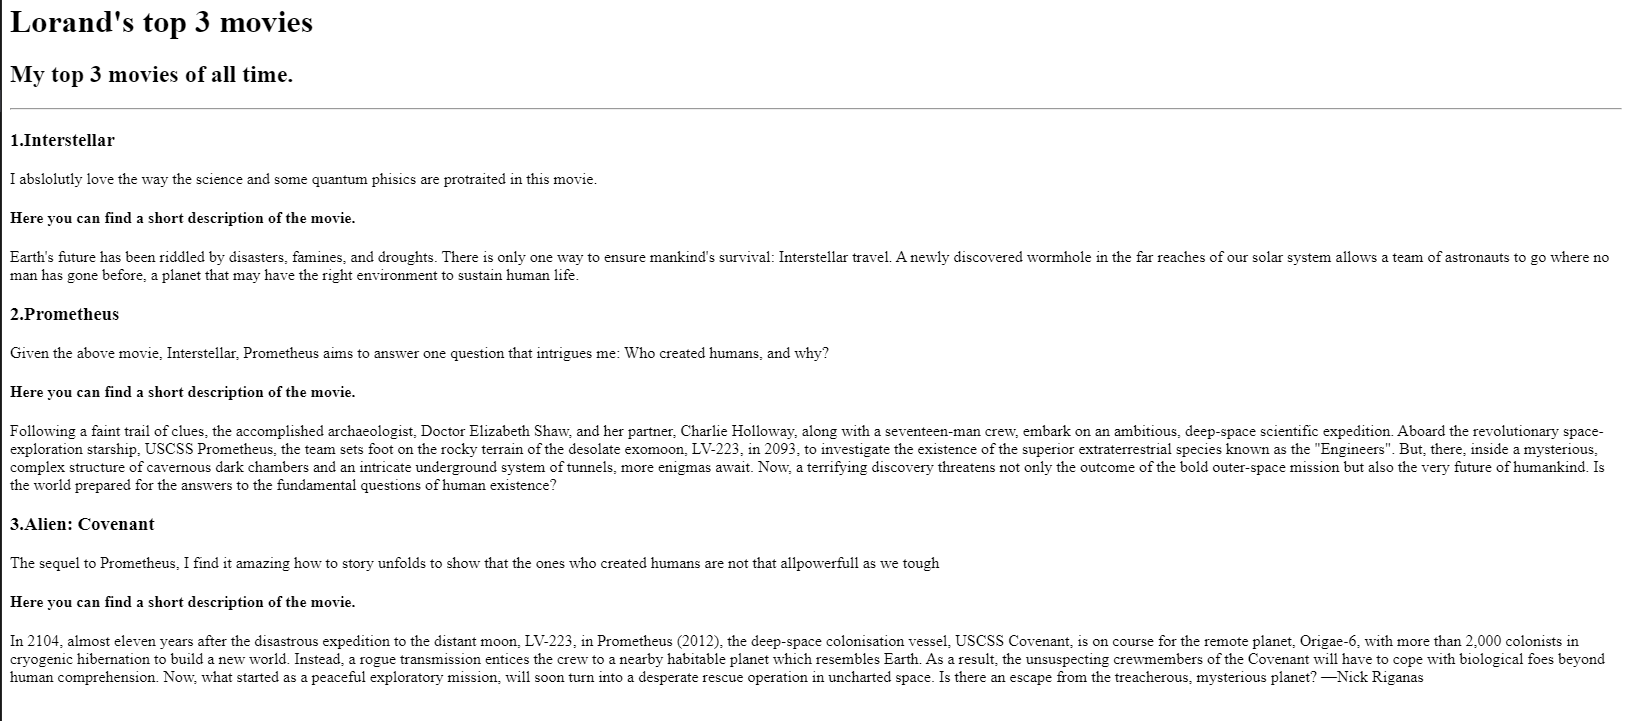 Lorand's top 3 movies
My top 3 movies of all time.
1.Interstellar
I abslolutly love the way the science and some quantum phisics are protraited in this movie.
Here you can find a short description of the movie.
Earth's future has been riddled by disasters, famines, and droughts. There is only one way to ensure mankind's survival: Interstellar travel. A newly discovered wormhole in the far reaches of our solar system allows a team of astronauts to go where no
man has gone before, a planet that may have the right environment to sustain human life.
2.Prometheus
Given the above movie, Interstellar, Prometheus aims to answer one question that intrigues me: Who created humans, and why?
Here you can find a short description of the movie.
Following a faint trail of clues, the accomplished archaeologist, Doctor Elizabeth Shaw, and her partner, Charlie Holloway, along with a seventeen-man crew, embark on an ambitious, deep-space scientific expedition. Aboard the revolutionary space-
exploration starship, USCSS Prometheus, the team sets foot on the rocky terrain of the desolate exomoon, LV-223, in 2093, to investigate the existence of the superior extraterrestrial species known as the "Engineers". But, there, inside a mysterious,
complex structure of cavernous dark chambers and an intricate underground system of tunnels, more enigmas await. Now, a terrifying discovery threatens not only the outcome of the bold outer-space mission but also the very future of humankind. Is
the world prepared for the answers to the fundamental questions of human existence?
3.Alien: Covenant
The sequel to Prometheus, I find it amazing how to story unfolds to show that the ones who created humans are not that allpowerfull as we tough
Here you can find a short description of the movie.
In 2104, almost eleven years after the disastrous expedition to the distant moon, LV-223, in Prometheus (2012), the deep-space colonisation vessel, USCSS Covenant, is on course for the remote planet, Origae-6, with more than 2,000 colonists in
cryogenic hibernation to build a new world. Instead, a rogue transmission entices the crew to a nearby habitable planet which resembles Earth. As a result, the unsuspecting crewmembers of the Covenant will have to cope with biological foes beyond
human comprehension. Now, what started as a peaceful exploratory mission, will soon turn into a desperate rescue operation in uncharted space. Is there an escape from the treacherous, mysterious planet? —Nick Riganas